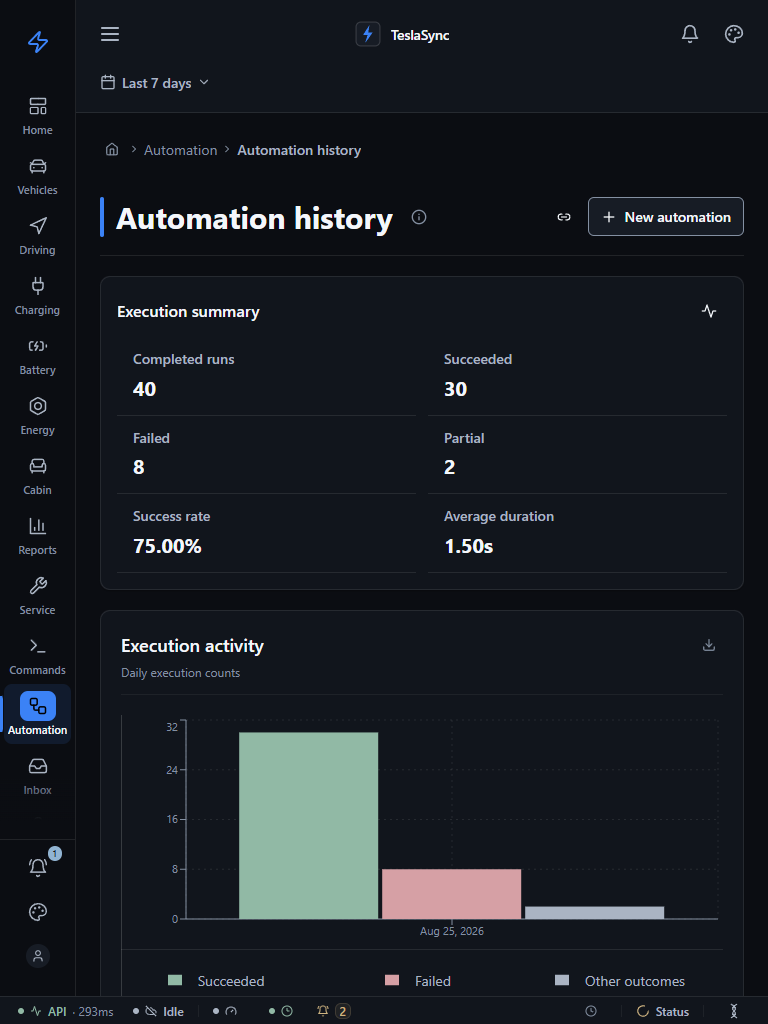 TeslaSync
Last 7 days
Home
Vehicles
Driving
Charging
Battery
Energy
Cabin
Reports
Service
Commands
Automation
Inbox
1
Automation
Automation history
Automation history
New automation
Execution summary
Completed runs
40
Succeeded
30
Failed
8
Partial
2
Success rate
75.00%
Average duration
1.50s
Execution activity
Daily execution counts
32
24
16
8
0
Aug 25, 2026
Succeeded
Failed
Other outcomes
API · 293ms
Idle
2
Status